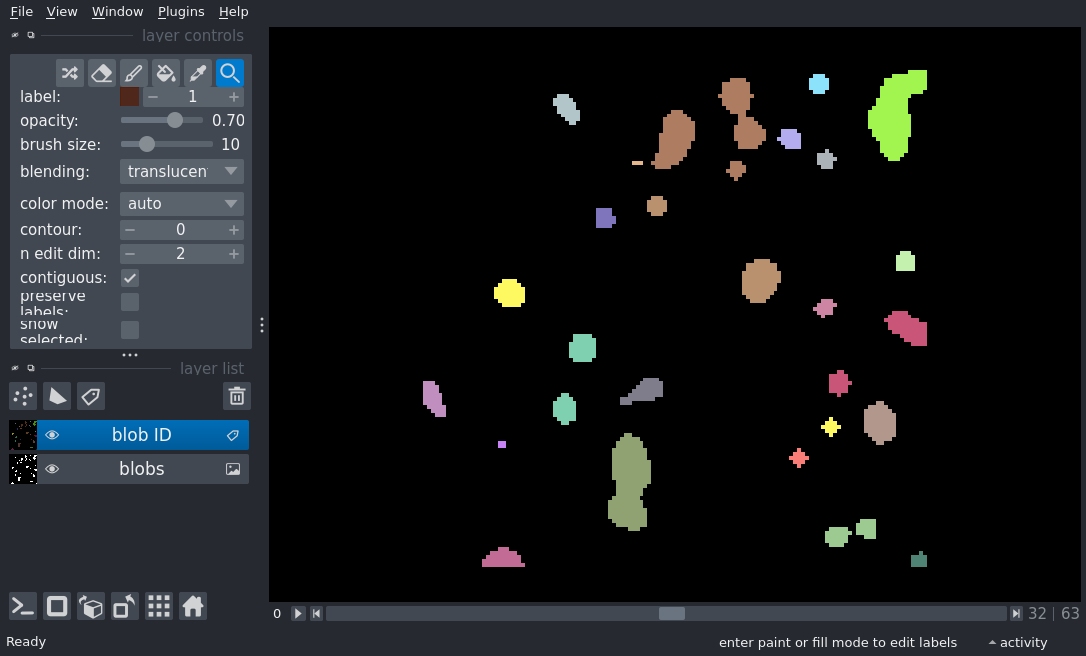 File View Window Plugins Help
layer controls
label: 1
opacity: 0.70
brush size: 10
blending: translucen
color mode: auto
contour: 0
n edit dim: 2
contiguous:
preserve
labels:
show
selected:
layer list
blob ID
blobs
0 32 | 63
Ready enter paint or fill mode to edit labels activity